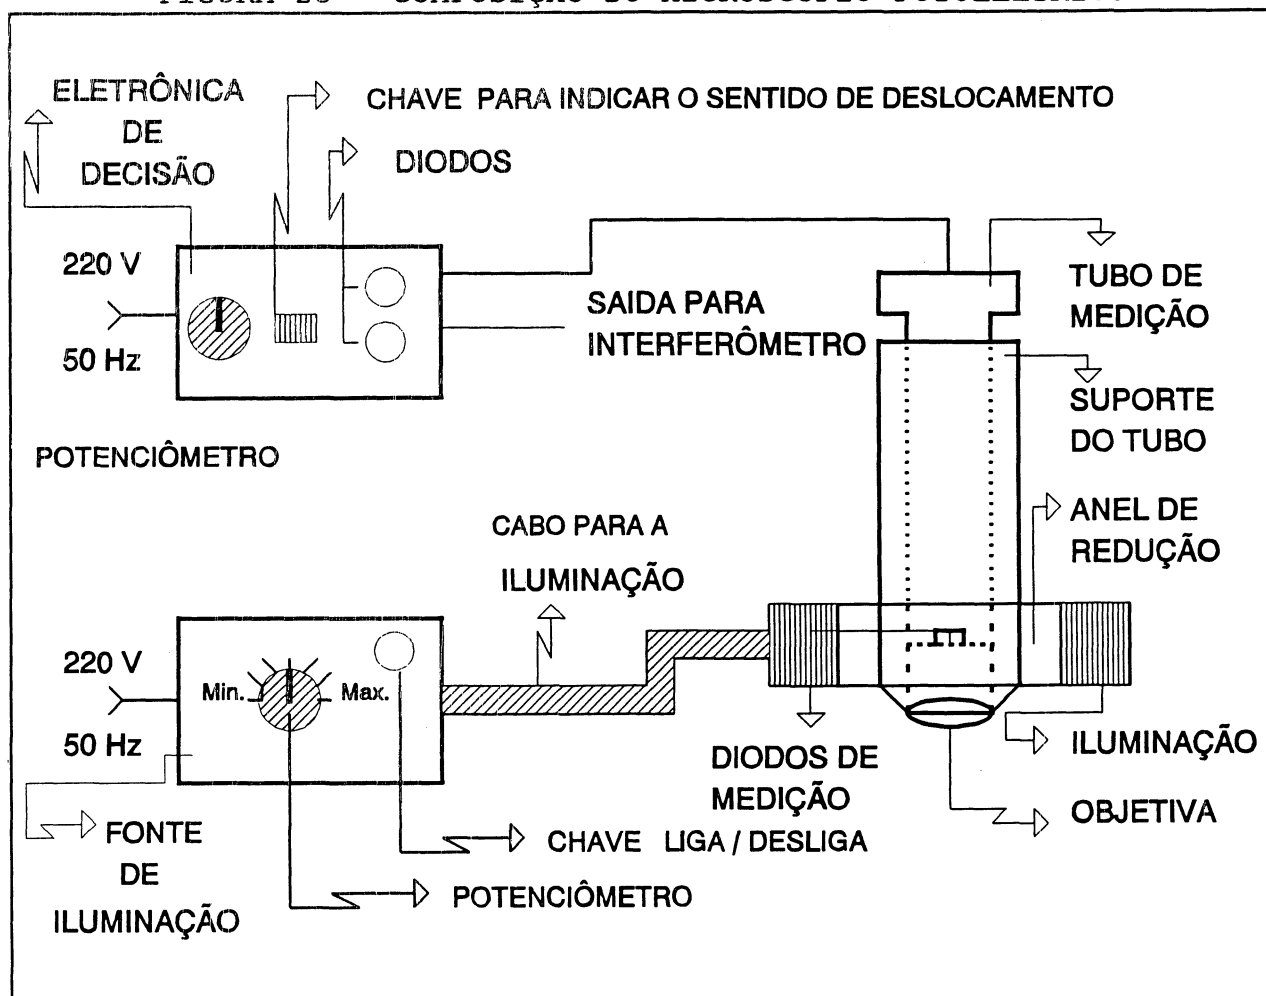 ELETRÔNICA
DE
DECISÃO
CHAVE PARA INDICAR O SENTIDO DE DESLOCAMENTO
DIODOS
220 V
50 Hz
SAIDA PARA
INTERFERÔMETRO
TUBO DE
MEDIÇÃO
SUPORTE
DO TUBO
POTENCIÔMETRO
ANEL DE
REDUÇÃO
CABO PARA A
ILUMINAÇÃO
220 V
50 Hz
Min.
Max.
DIODOS DE
MEDIÇÃO
ILUMINAÇÃO
OBJETIVA
FONTE
DE
ILUMINAÇÃO
CHAVE LIGA / DESLIGA
POTENCIÔMETRO